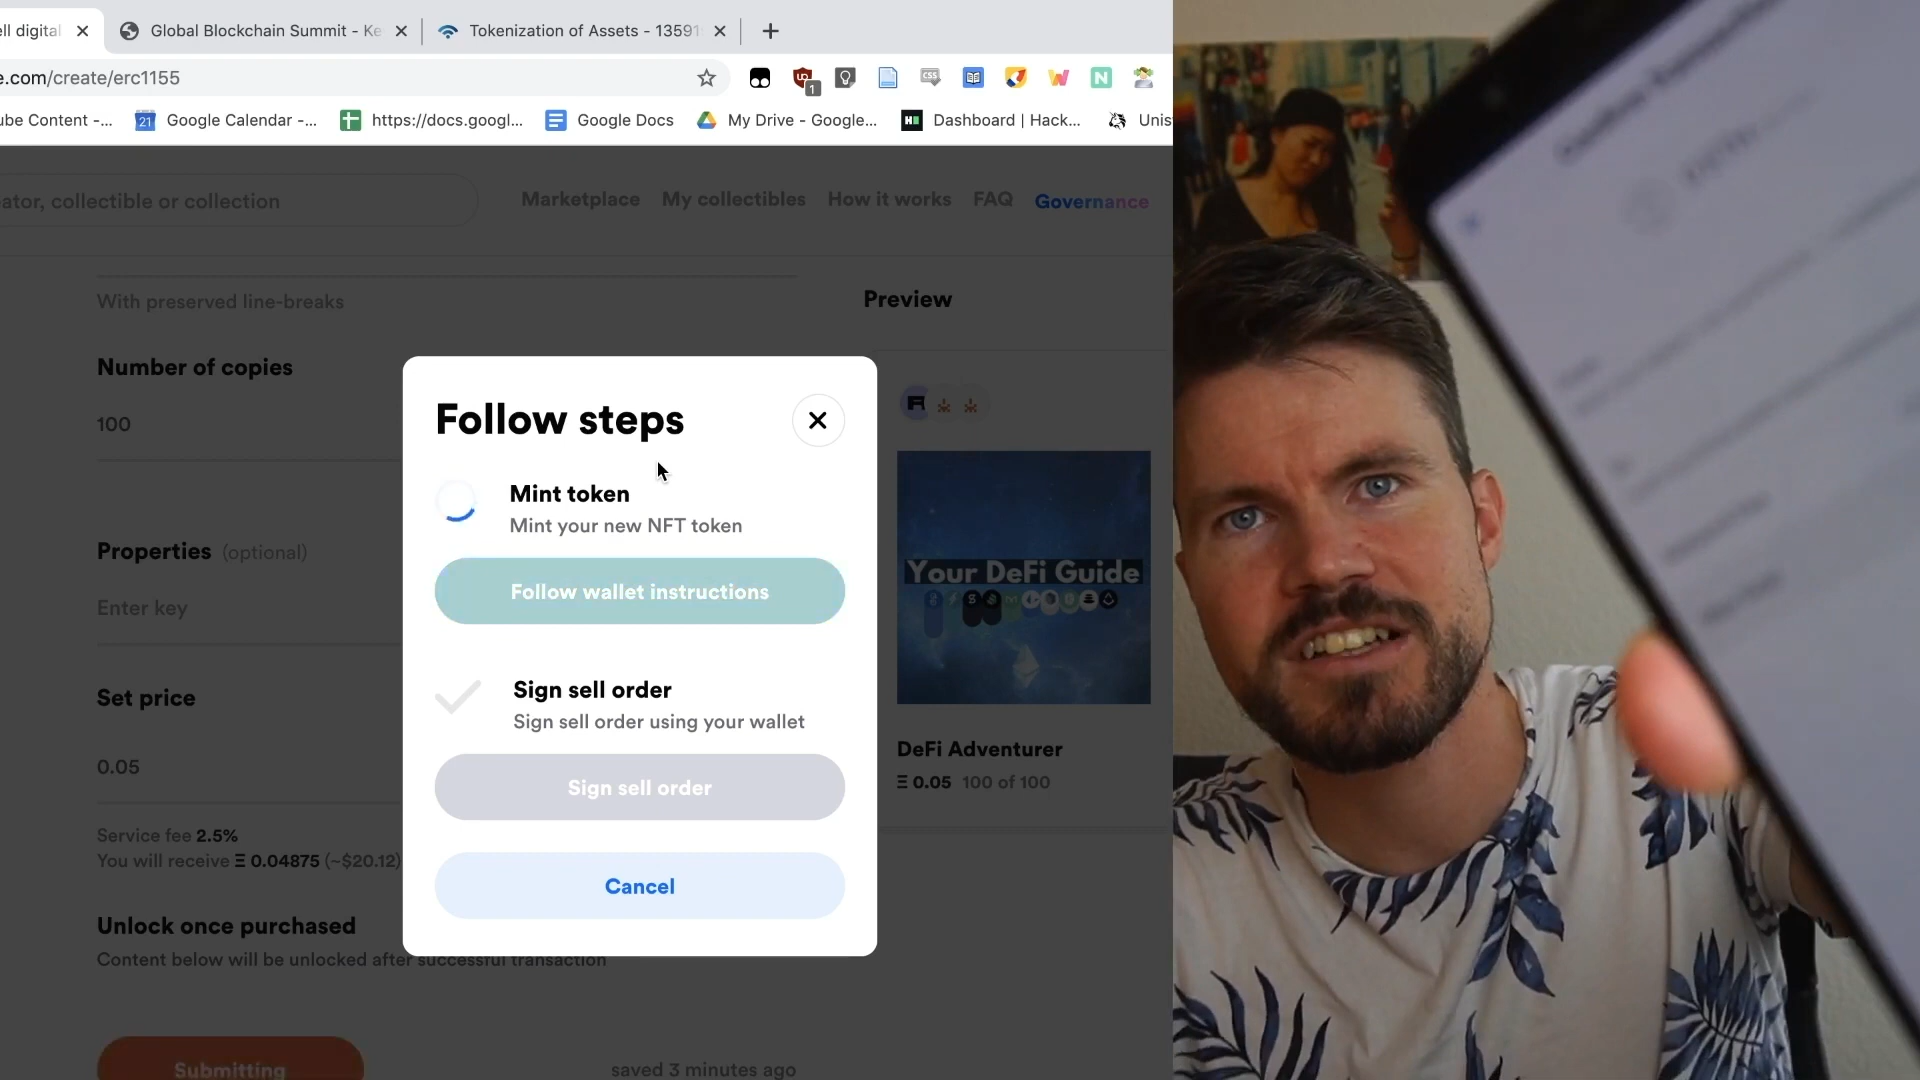 ell digital
Global Blockchain Summit - Ke
Tokenization of Assets - 13591
e.com/create/erc1155
1
CSS
W
N
ube Content -...
21
Google Calendar -...
https://docs.googl...
Google Docs
My Drive - Google...
Dashboard | Hack...
Unis
ator, collectible or collection
Marketplace
My collectibles
How it works
FAQ
Governance
With preserved line-breaks
Preview
Number of copies
100
Follow steps
Mint token
Mint your new NFT token
Follow wallet instructions
Properties (optional)
Enter key
Your DeFi Guide
Sign sell order
Sign sell order using your wallet
Sign sell order
Set price
0.05
DeFi Adventurer
Ξ 0.05 100 of 100
Service fee 2.5%
You will receive Ξ 0.04875 (~$20.12)
Cancel
Unlock once purchased
Content below will be unlocked after successful transaction
Submitting
saved 3 minutes ago